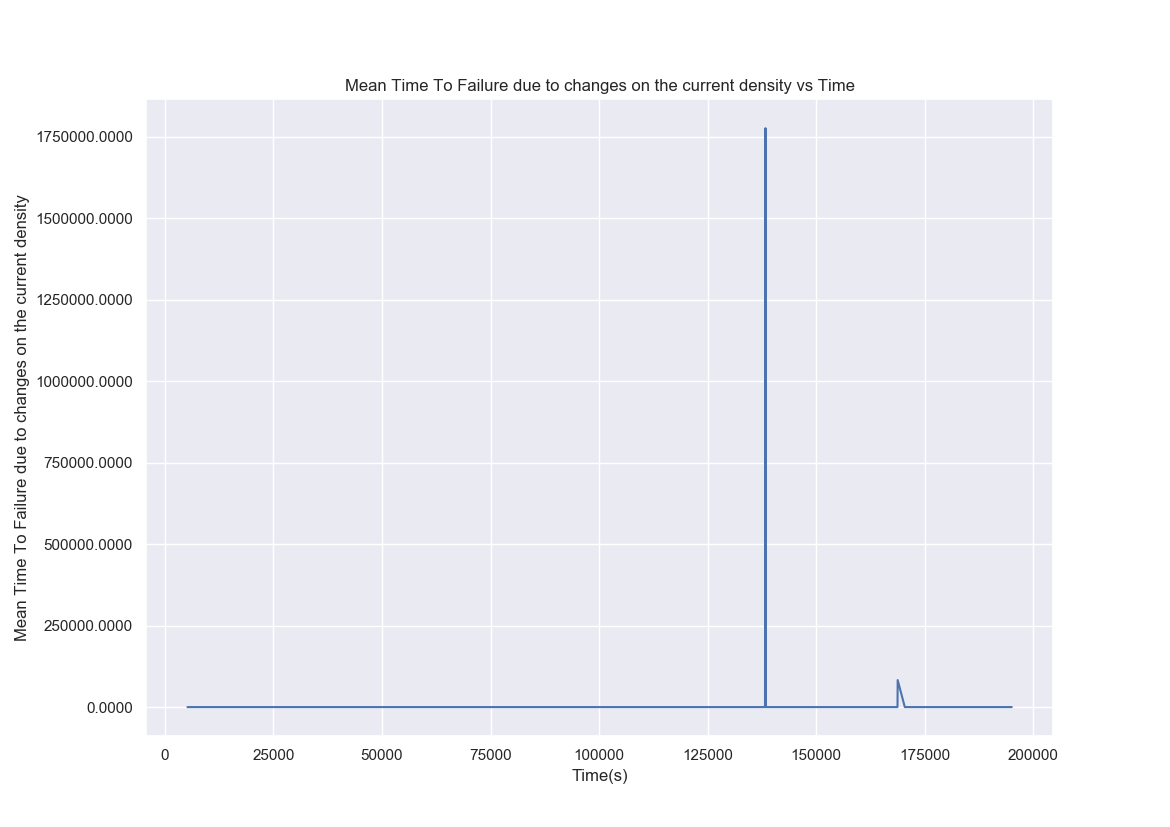 Mean Time To Failure due to changes on the current density vs Time
Mean Time To Failure due to changes on the current density
1750000.0000
1500000.0000
1250000.0000
1000000.0000
750000.0000
500000.0000
250000.0000
0.0000
0 25000 50000 75000 100000 125000 150000 175000 200000
Time(s)